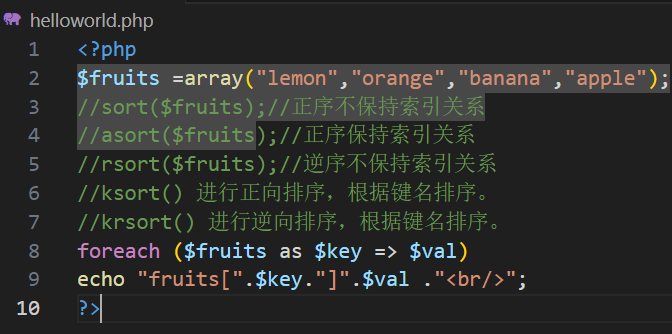 helloworld.php
1 <?php
2 $fruits =array("lemon","orange","banana","apple");
3 //sort($fruits);//正序不保持索引关系
4 //asort($fruits);//正序保持索引关系
5 //rsort($fruits);//逆序不保持索引关系
6 //ksort() 进行正向排序，根据键名排序。
7 //krsort() 进行逆向排序，根据键名排序。
8 foreach ($fruits as $key => $val)
9 echo "fruits[".$key."]".$val ."<br/>";
10 ?>